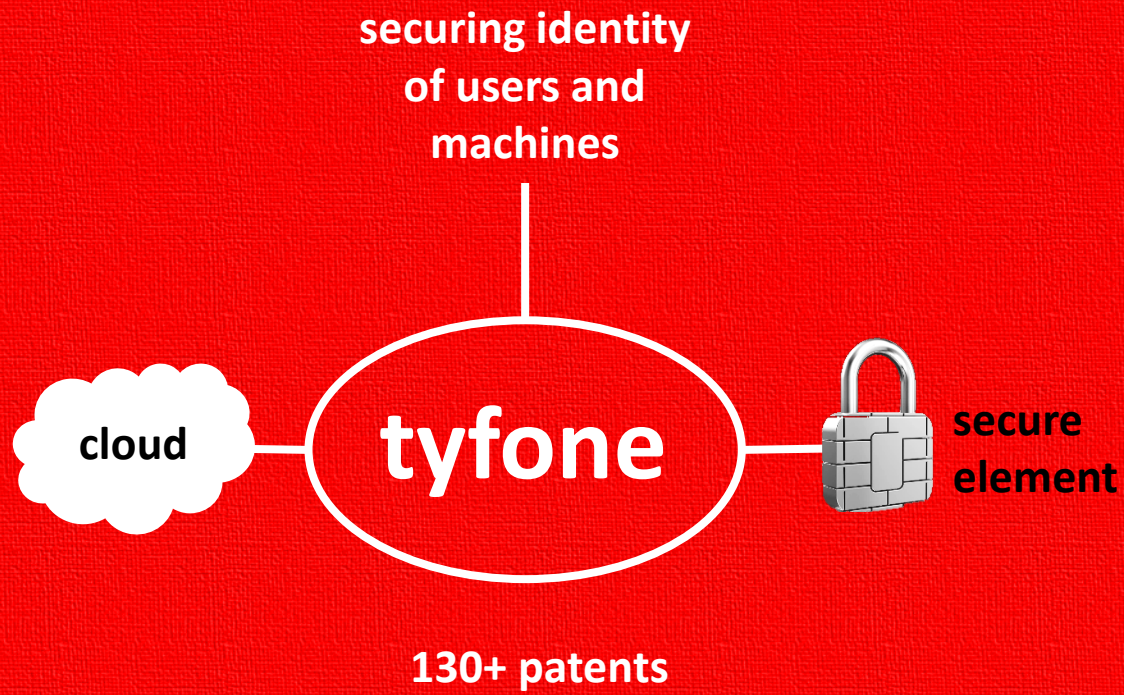 securing identity
of users and
machines
cloud
tyfone
secure
element
130+ patents